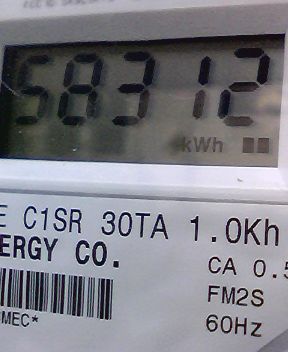 58312
kWh
E C1SR 30TA 1.0Kh
ERGY CO.
CA 0.5
FM2S
MEC*
60Hz